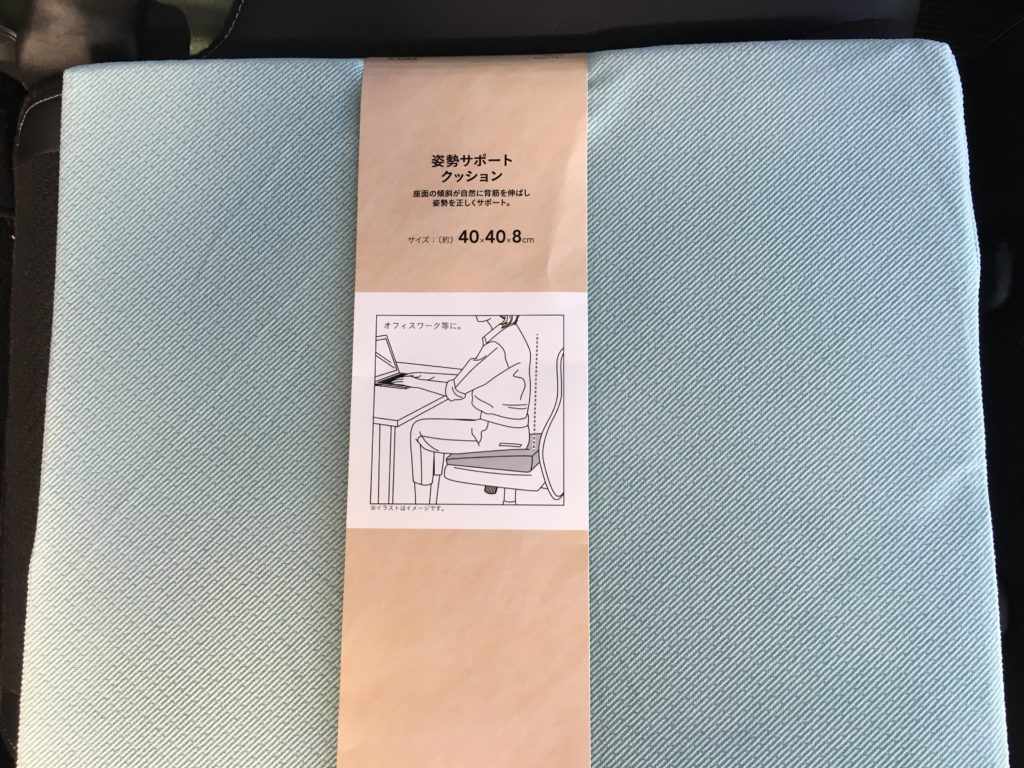 姿勢サポート
クッション
座面の傾斜が自然に背筋を伸ばし
姿勢を正しくサポート。
サイズ：（約）40×40×8cm
オフィスワーク等に。
※イラストはイメージです。